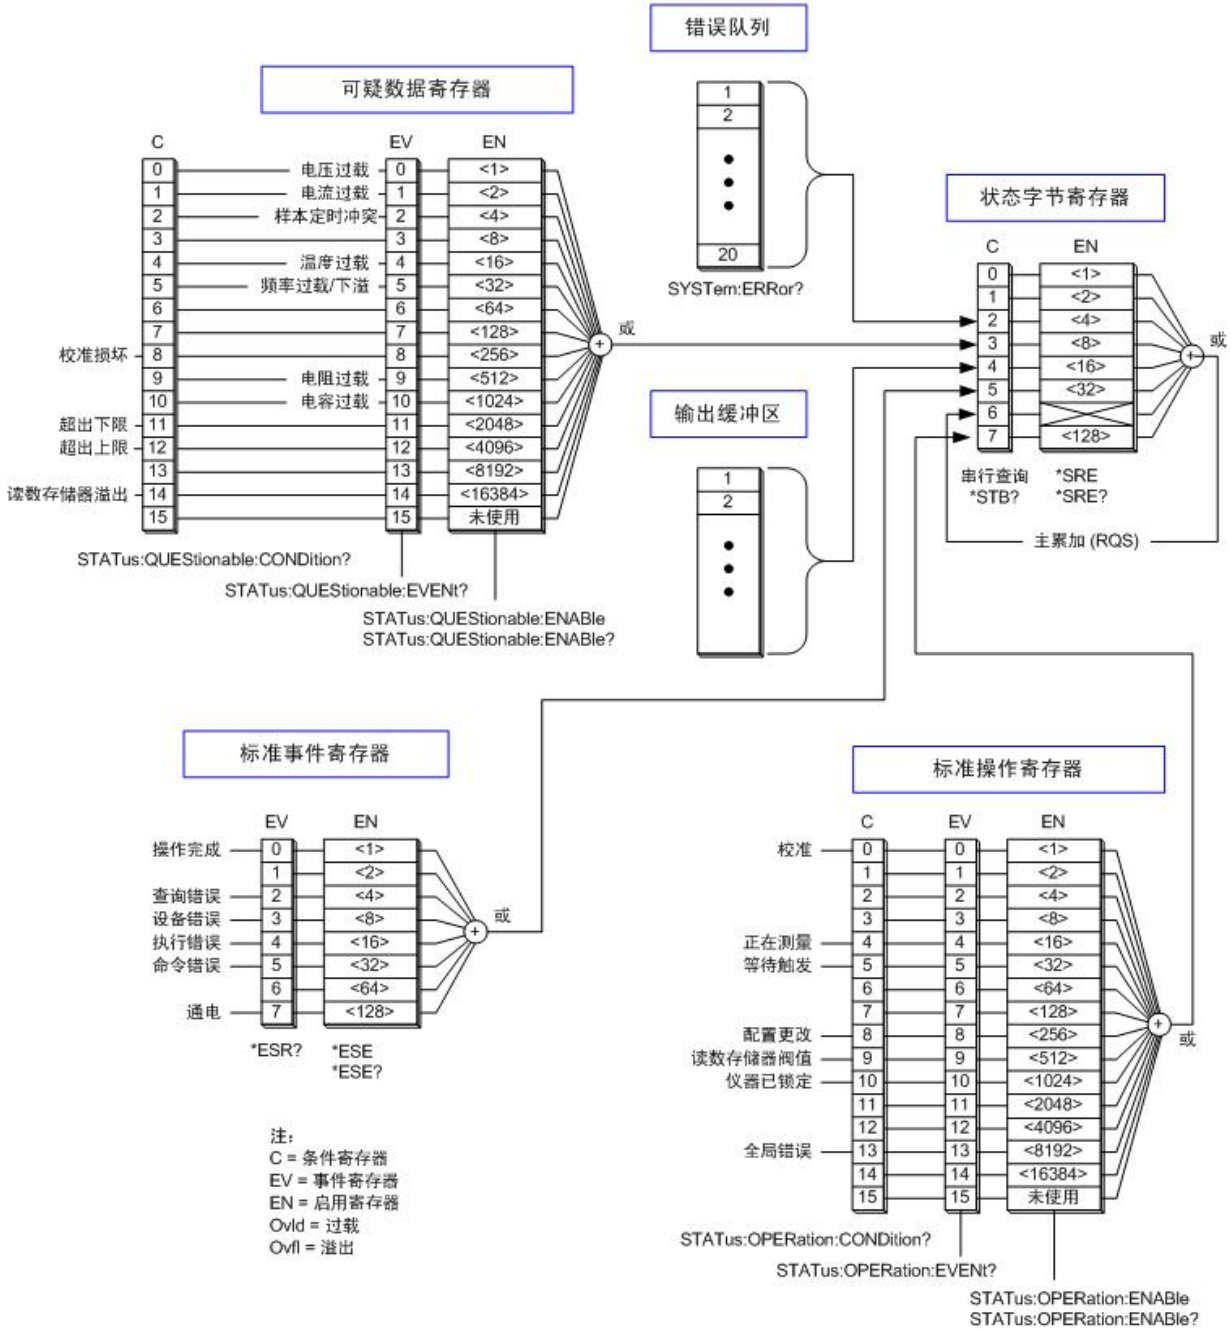 错误队列
1
2
20
SYSTem:ERRor?
可疑数据寄存器
C EV EN
0 电压过载 0 <1>
1 电流过载 1 <2>
2 样本定时冲突 2 <4>
3 3 <8>
4 温度过载 4 <16>
5 频率过载/下溢 5 <32>
6 6 <64>
7 7 <128>
校准损坏 8 8 <256>
9 电阻过载 9 <512>
10 电容过载 10 <1024>
超出下限 11 11 <2048>
超出上限 12 12 <4096>
13 13 <8192>
读数存储器溢出 14 14 <16384>
15 15 未使用
或
STATus:QUEStionable:CONDition?
STATus:QUEStionable:EVENt?
STATus:QUEStionable:ENABle
STATus:QUEStionable:ENABle?
输出缓冲区
1
2
状态字节寄存器
C EN
0 <1>
1 <2>
2 <4>
3 <8>
4 <16>
5 <32>
6
7 <128>
或
串行查询 *SRE
*STB? *SRE?
主累加 (RQS)
标准事件寄存器
EV EN
操作完成 0 <1>
1 <2>
查询错误 2 <4>
设备错误 3 <8>
执行错误 4 <16>
命令错误 5 <32>
6 <64>
通电 7 <128>
或
*ESR? *ESE
*ESE?
标准操作寄存器
C EV EN
校准 0 0 <1>
1 1 <2>
2 2 <4>
3 3 <8>
正在测量 4 4 <16>
等待触发 5 5 <32>
6 6 <64>
7 7 <128>
配置更改 8 8 <256>
读数存储器阀值 9 9 <512>
仪器已锁定 10 10 <1024>
11 11 <2048>
12 12 <4096>
全局错误 13 13 <8192>
14 14 <16384>
15 15 未使用
或
STATus:OPERation:CONDition?
STATus:OPERation:EVENt?
STATus:OPERation:ENABle
STATus:OPERation:ENABle?
注：
C = 条件寄存器
EV = 事件寄存器
EN = 启用寄存器
Ovld = 过载
Ovfl = 溢出